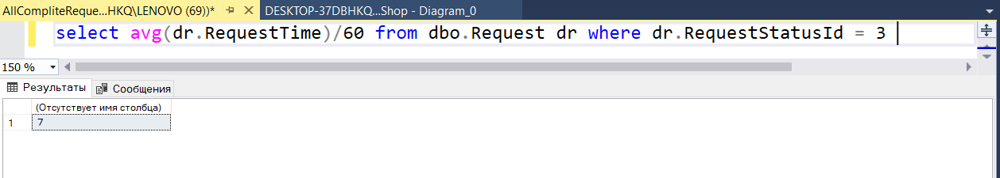 AllCompliteReque...HKQ\LENOVO (69))* DESKTOP-37DBHKQ...Shop - Diagram_0
select avg(dr.RequestTime)/60 from dbo.Request dr where dr.RequestStatusId = 3
150 %
Результаты Сообщения
(Отсутствует имя столбца)
1 7